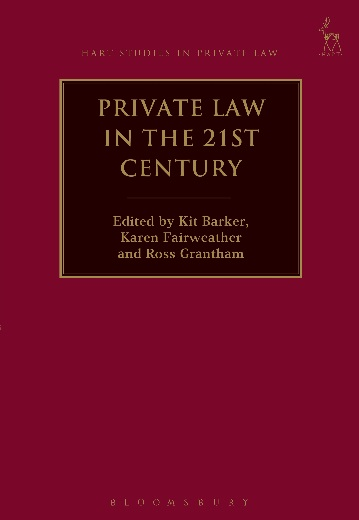 HART STUDIES IN PRIVATE LAW
HART
PRIVATE LAW
IN THE 21ST
CENTURY
Edited by Kit Barker,
Karen Fairweather
and Ross Grantham
BLOOMSBURY